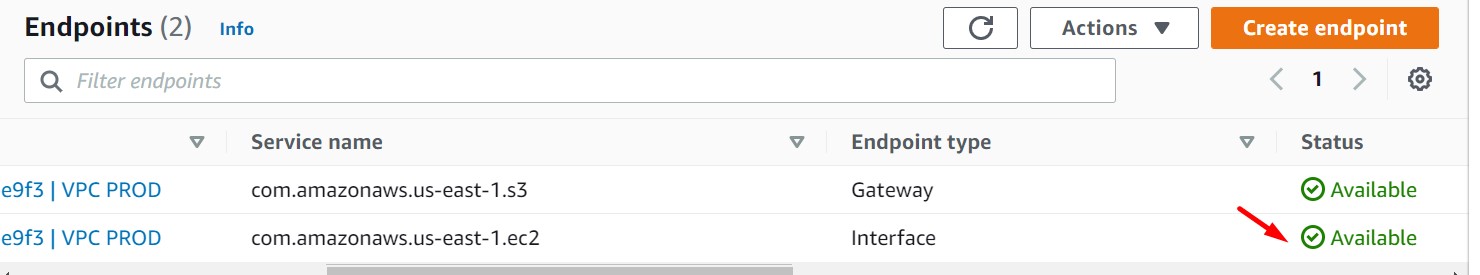 Endpoints (2) Info Actions Create endpoint
Filter endpoints 1
Service name Endpoint type Status
e9f3 | VPC PROD com.amazonaws.us-east-1.s3 Gateway Available
e9f3 | VPC PROD com.amazonaws.us-east-1.ec2 Interface Available